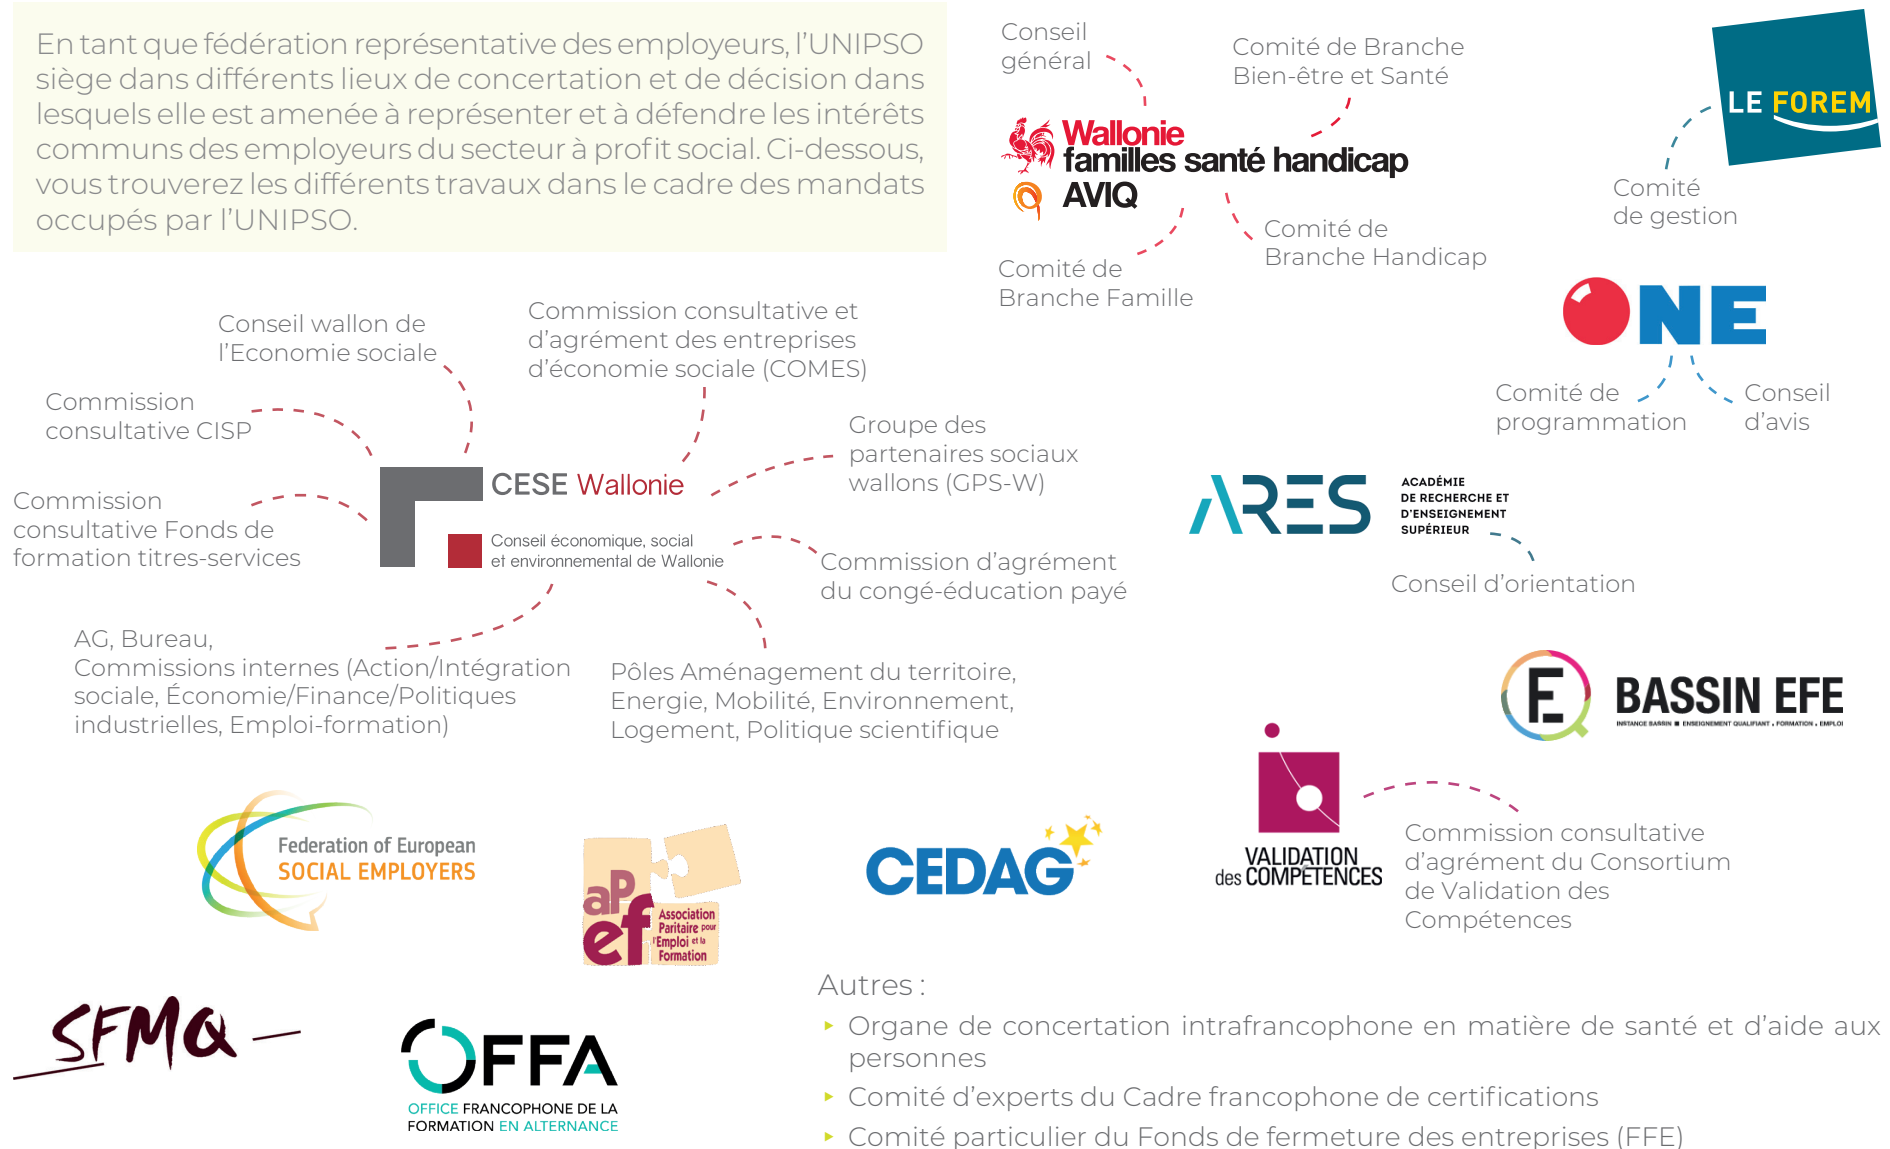 En tant que fédération représentative des employeurs, l'UNIPSO
siège dans différents lieux de concertation et de décision dans
lesquels elle est amenée à représenter et à défendre les intérêts
communs des employeurs du secteur à profit social. Ci-dessous,
vous trouverez les différents travaux dans le cadre des mandats
occupés par l'UNIPSO.
Conseil
général
Comité de Branche
Bien-être et Santé
Wallonie
familles santé handicap
AVIQ
Comité de
Branche Famille
Comité de
Branche Handicap
LE FOREM
Comité
de gestion
ONE
Comité de
programmation
Conseil
d'avis
Conseil wallon de
l'Economie sociale
Commission consultative et
d'agrément des entreprises
d'économie sociale (COMES)
Commission
consultative CISP
Groupe des
partenaires sociaux
wallons (GPS-W)
Commission
consultative Fonds de
formation titres-services
CESE Wallonie
Conseil économique, social
et environnemental de Wallonie
Commission d'agrément
du congé-éducation payé
AG, Bureau,
Commissions internes (Action/Intégration
sociale, Économie/Finance/Politiques
industrielles, Emploi-formation)
Pôles Aménagement du territoire,
Energie, Mobilité, Environnement,
Logement, Politique scientifique
ARES
ACADÉMIE
DE RECHERCHE ET
D'ENSEIGNEMENT
SUPÉRIEUR
Conseil d'orientation
BASSIN EFE
INSTANCE BASSIN ■ ENSEIGNEMENT QUALIFIANT . FORMATION . EMPLOI
VALIDATION
des COMPÉTENCES
Commission consultative
d'agrément du Consortium
de Validation des
Compétences
Federation of European
SOCIAL EMPLOYERS
aP
ef
Association
Paritaire pour
l'Emploi et la
Formation
CEDAG
SFMQ
OFFA
OFFICE FRANCOPHONE DE LA
FORMATION EN ALTERNANCE
Autres :
Organe de concertation intrafrancophone en matière de santé et d'aide aux
personnes
Comité d'experts du Cadre francophone de certifications
Comité particulier du Fonds de fermeture des entreprises (FFE)